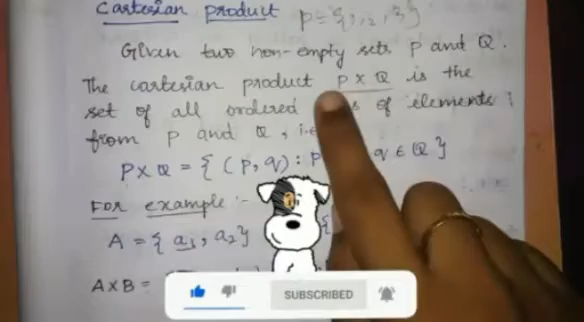 Cartesian product P = {1, 2, 3}
Given two non-empty sets P and Q.
The cartesian product P × Q is the
set of all ordered of elements
from P and Q, i.e
P × Q = { (p, q) : p q ∈ Q }
For example :-
A = { a1, a2 } {
A × B =
SUBSCRIBED